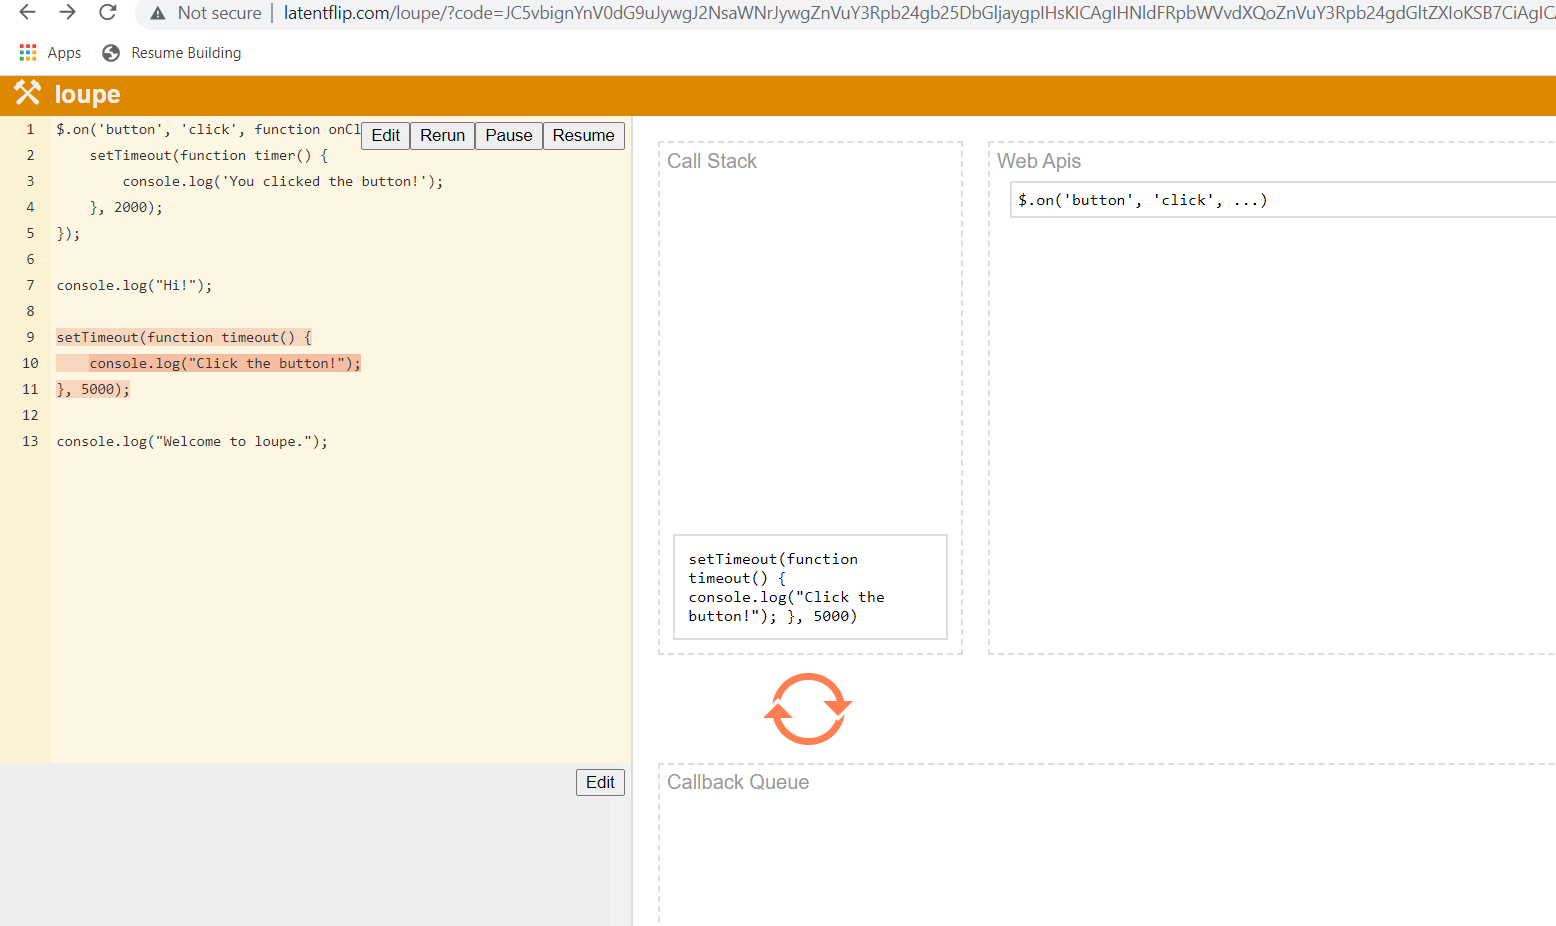 Not secure | latentflip.com/loupe/?code=JC5vbignYnV0dG9uJywgJ2NsaWNrJywgZnVuY3Rpb24gb25DbGljaygpIHsKICAgIHNldFRpbWVvdXQoZnVuY3Rpb24gdGltZXIoKSB7CiAgIC
Apps Resume Building
loupe
1 $.on('button', 'click', function onCl
Edit Rerun Pause Resume
2 setTimeout(function timer() {
3 console.log('You clicked the button!');
4 }, 2000);
5 });
6
7 console.log("Hi!");
8
9 setTimeout(function timeout() {
10 console.log("Click the button!");
11 }, 5000);
12
13 console.log("Welcome to loupe.");
Edit
Call Stack
setTimeout(function
timeout() {
console.log("Click the
button!"); }, 5000)
Web Apis
$.on('button', 'click', ...)
Callback Queue